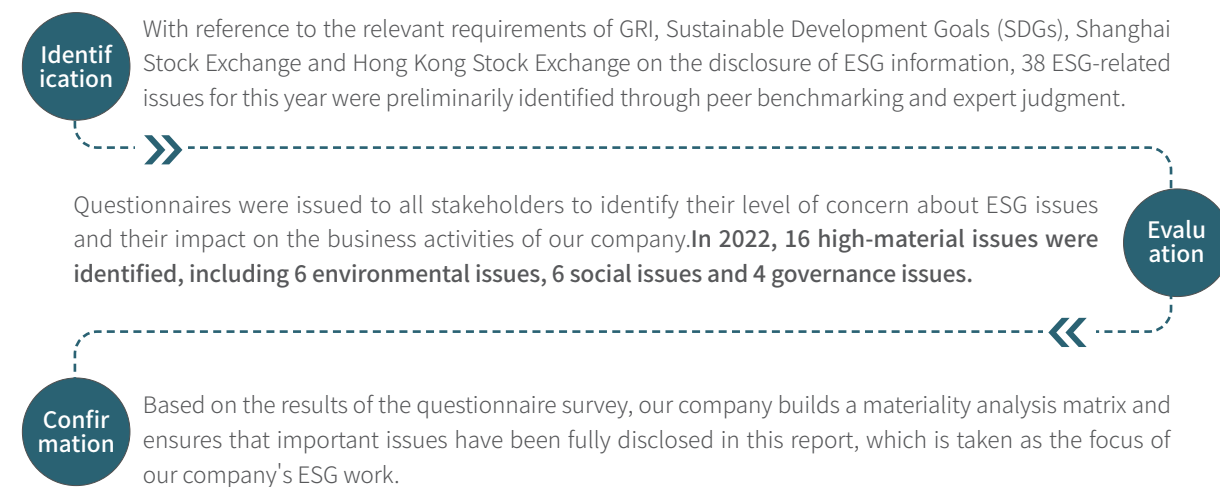 Identif
ication
With reference to the relevant requirements of GRI, Sustainable Development Goals (SDGs), Shanghai
Stock Exchange and Hong Kong Stock Exchange on the disclosure of ESG information, 38 ESG-related
issues for this year were preliminarily identified through peer benchmarking and expert judgment.
Questionnaires were issued to all stakeholders to identify their level of concern about ESG issues
and their impact on the business activities of our company.In 2022, 16 high-material issues were
identified, including 6 environmental issues, 6 social issues and 4 governance issues.
Evalu
ation
Confir
mation
Based on the results of the questionnaire survey, our company builds a materiality analysis matrix and
ensures that important issues have been fully disclosed in this report, which is taken as the focus of
our company's ESG work.